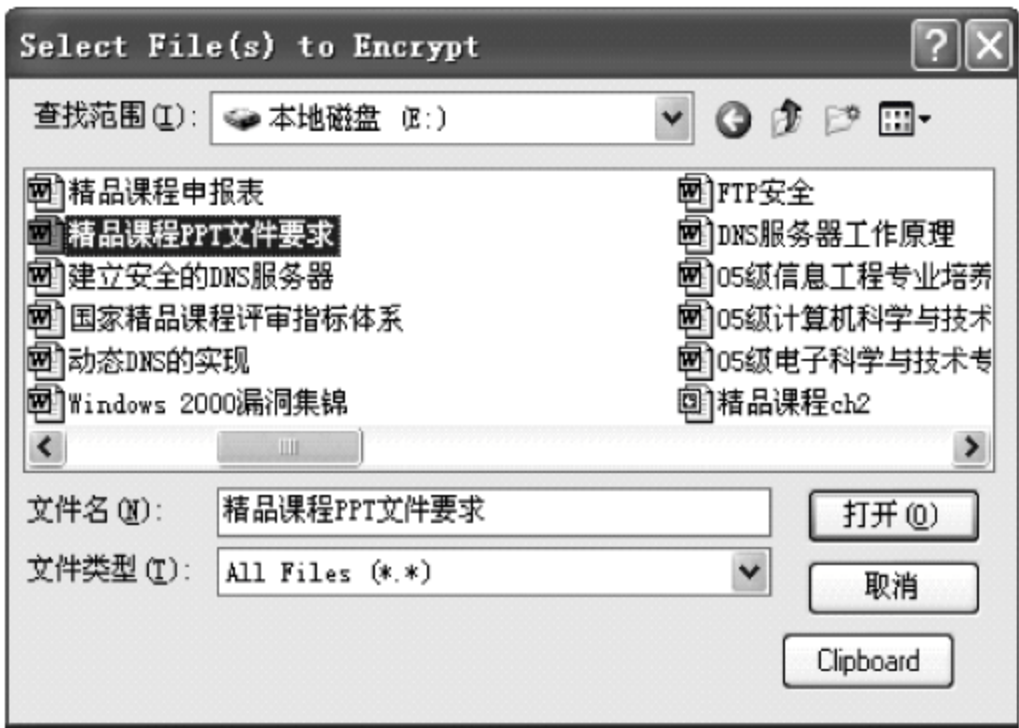 Select File(s) to Encrypt
查找范围(I): 本地磁盘 (E:)
精品课程申报表
精品课程PPT文件要求
建立安全的DNS服务器
国家精品课程评审指标体系
动态DNS的实现
Windows 2000漏洞集锦
FTP安全
DNS服务器工作原理
05级信息工程专业培养
05级计算机科学与技术
05级电子科学与技术专
精品课程ch2
文件名(N): 精品课程PPT文件要求
打开(O)
文件类型(T): All Files (*.*)
取消
Clipboard